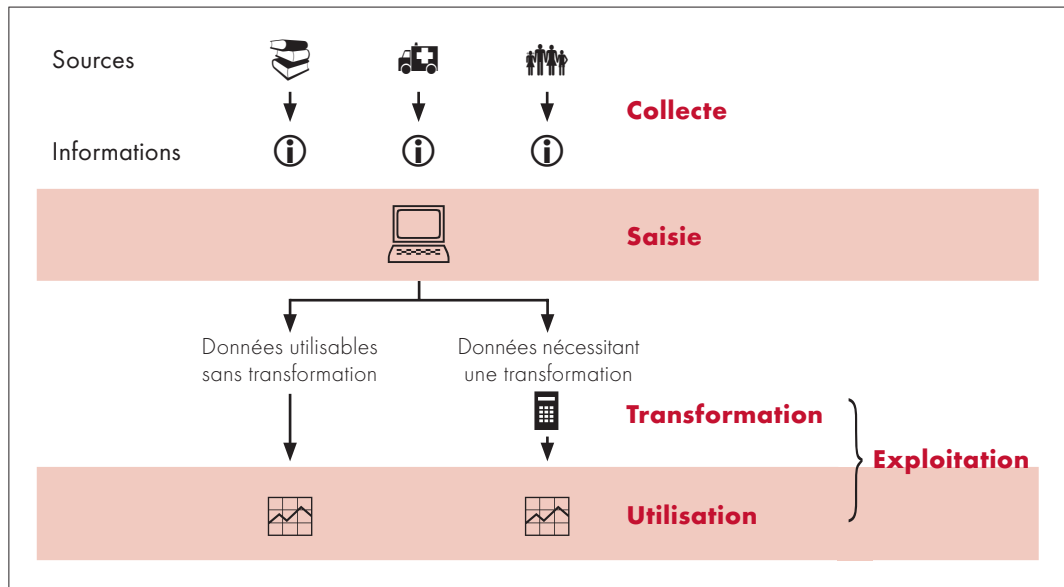 Sources
Collecte
Informations
Saisie
Données utilisables
sans transformation
Données nécessitant
une transformation
Transformation
Exploitation
Utilisation